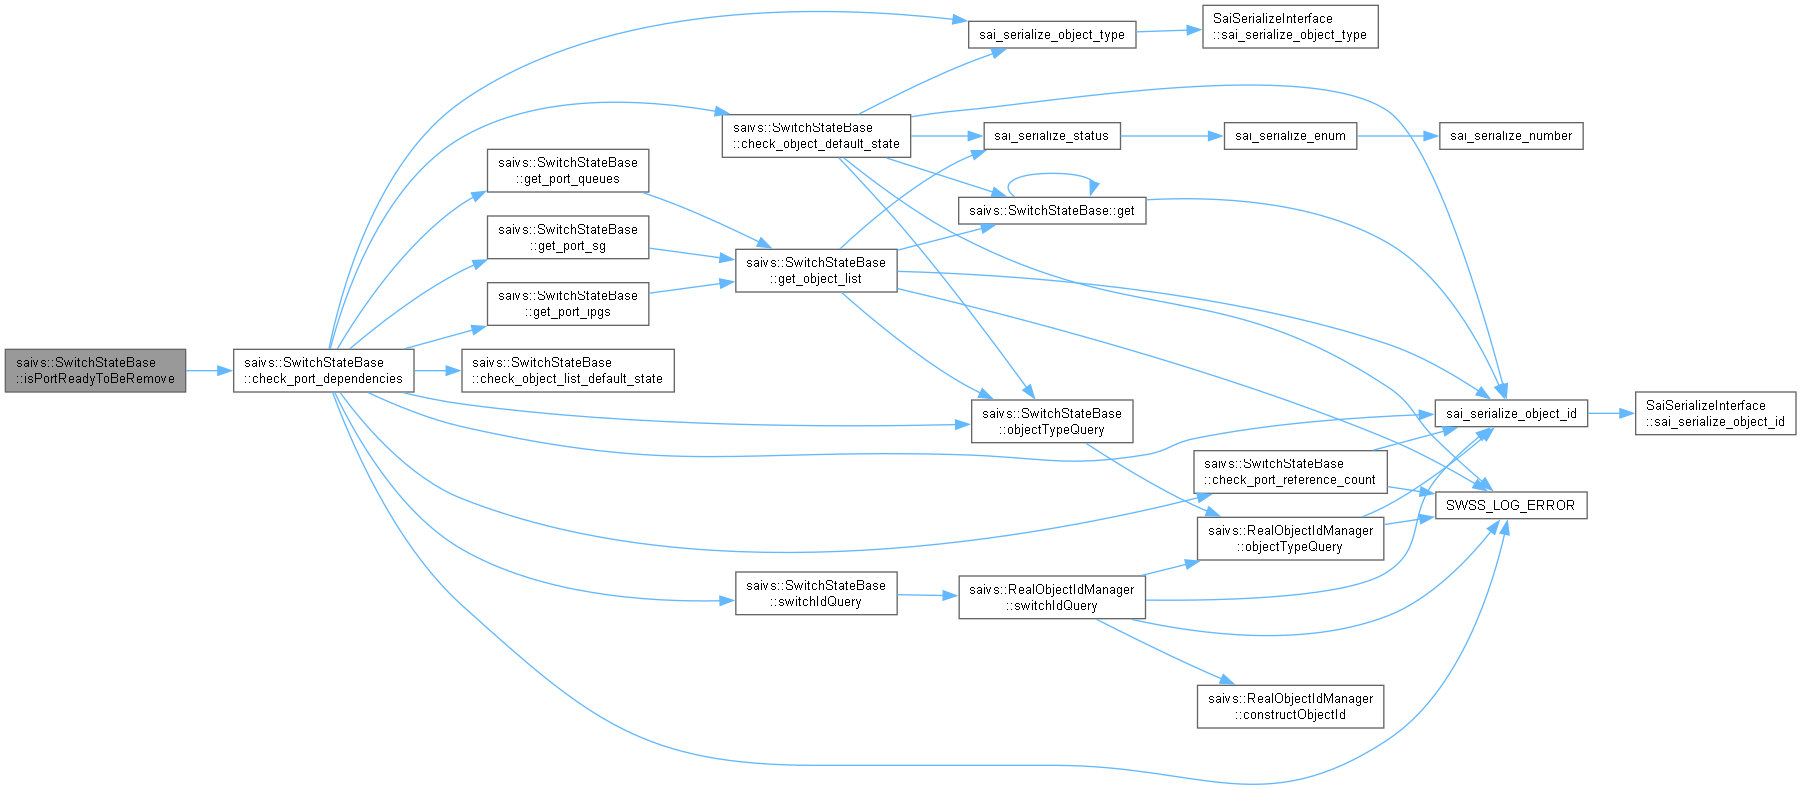 saivs::SwitchStateBase
::isPortReadyToBeRemove
saivs::SwitchStateBase
::check_port_dependencies
saivs::SwitchStateBase
::get_port_queues
saivs::SwitchStateBase
::get_port_sg
saivs::SwitchStateBase
::get_port_ipgs
saivs::SwitchStateBase
::check_object_list_default_state
saivs::SwitchStateBase
::check_object_default_state
saivs::SwitchStateBase
::get_object_list
saivs::SwitchStateBase
::switchIdQuery
sai_serialize_object_type
sai_serialize_status
saivs::SwitchStateBase::get
saivs::SwitchStateBase
::objectTypeQuery
saivs::RealObjectIdManager
::switchIdQuery
SaiSerializeInterface
::sai_serialize_object_type
sai_serialize_enum
saivs::SwitchStateBase
::check_port_reference_count
saivs::RealObjectIdManager
::objectTypeQuery
saivs::RealObjectIdManager
::constructObjectId
sai_serialize_number
sai_serialize_object_id
SWSS_LOG_ERROR
SaiSerializeInterface
::sai_serialize_object_id